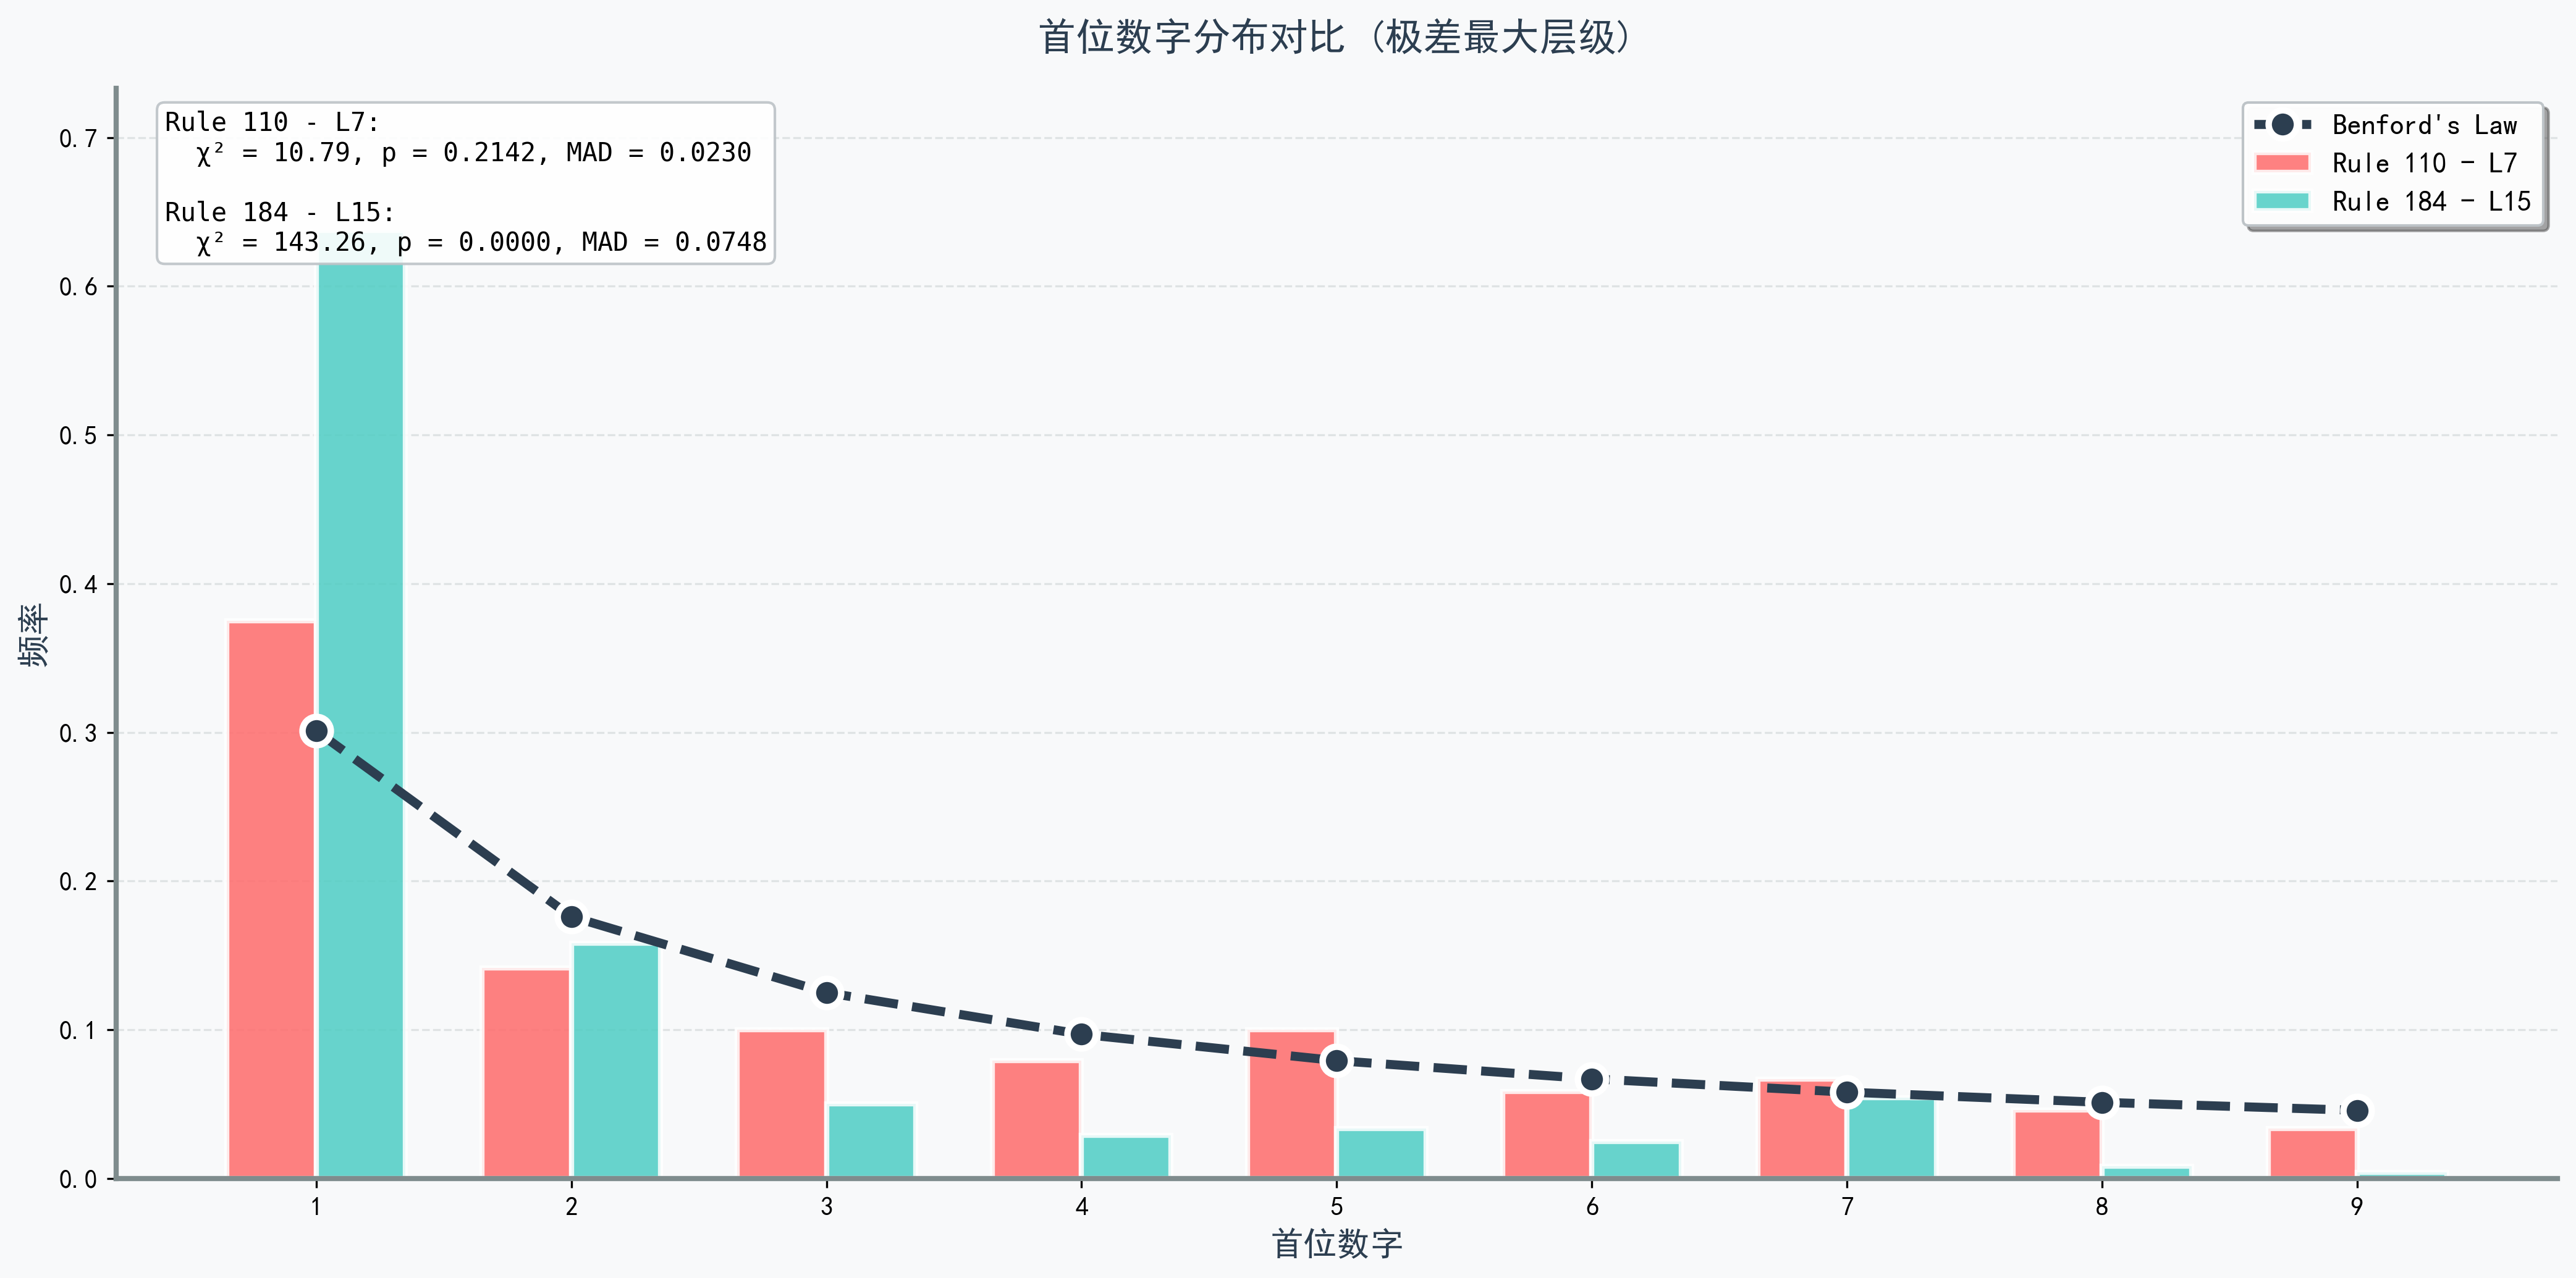 首位数字分布对比 (极差最大层级)
Rule 110 - L7:
χ² = 10.79, p = 0.2142, MAD = 0.0230
Rule 184 - L15:
χ² = 143.26, p = 0.0000, MAD = 0.0748
Benford's Law
Rule 110 - L7
Rule 184 - L15
0.7
0.6
0.5
0.4
0.3
0.2
0.1
0.0
频率
1 2 3 4 5 6 7 8 9
首位数字